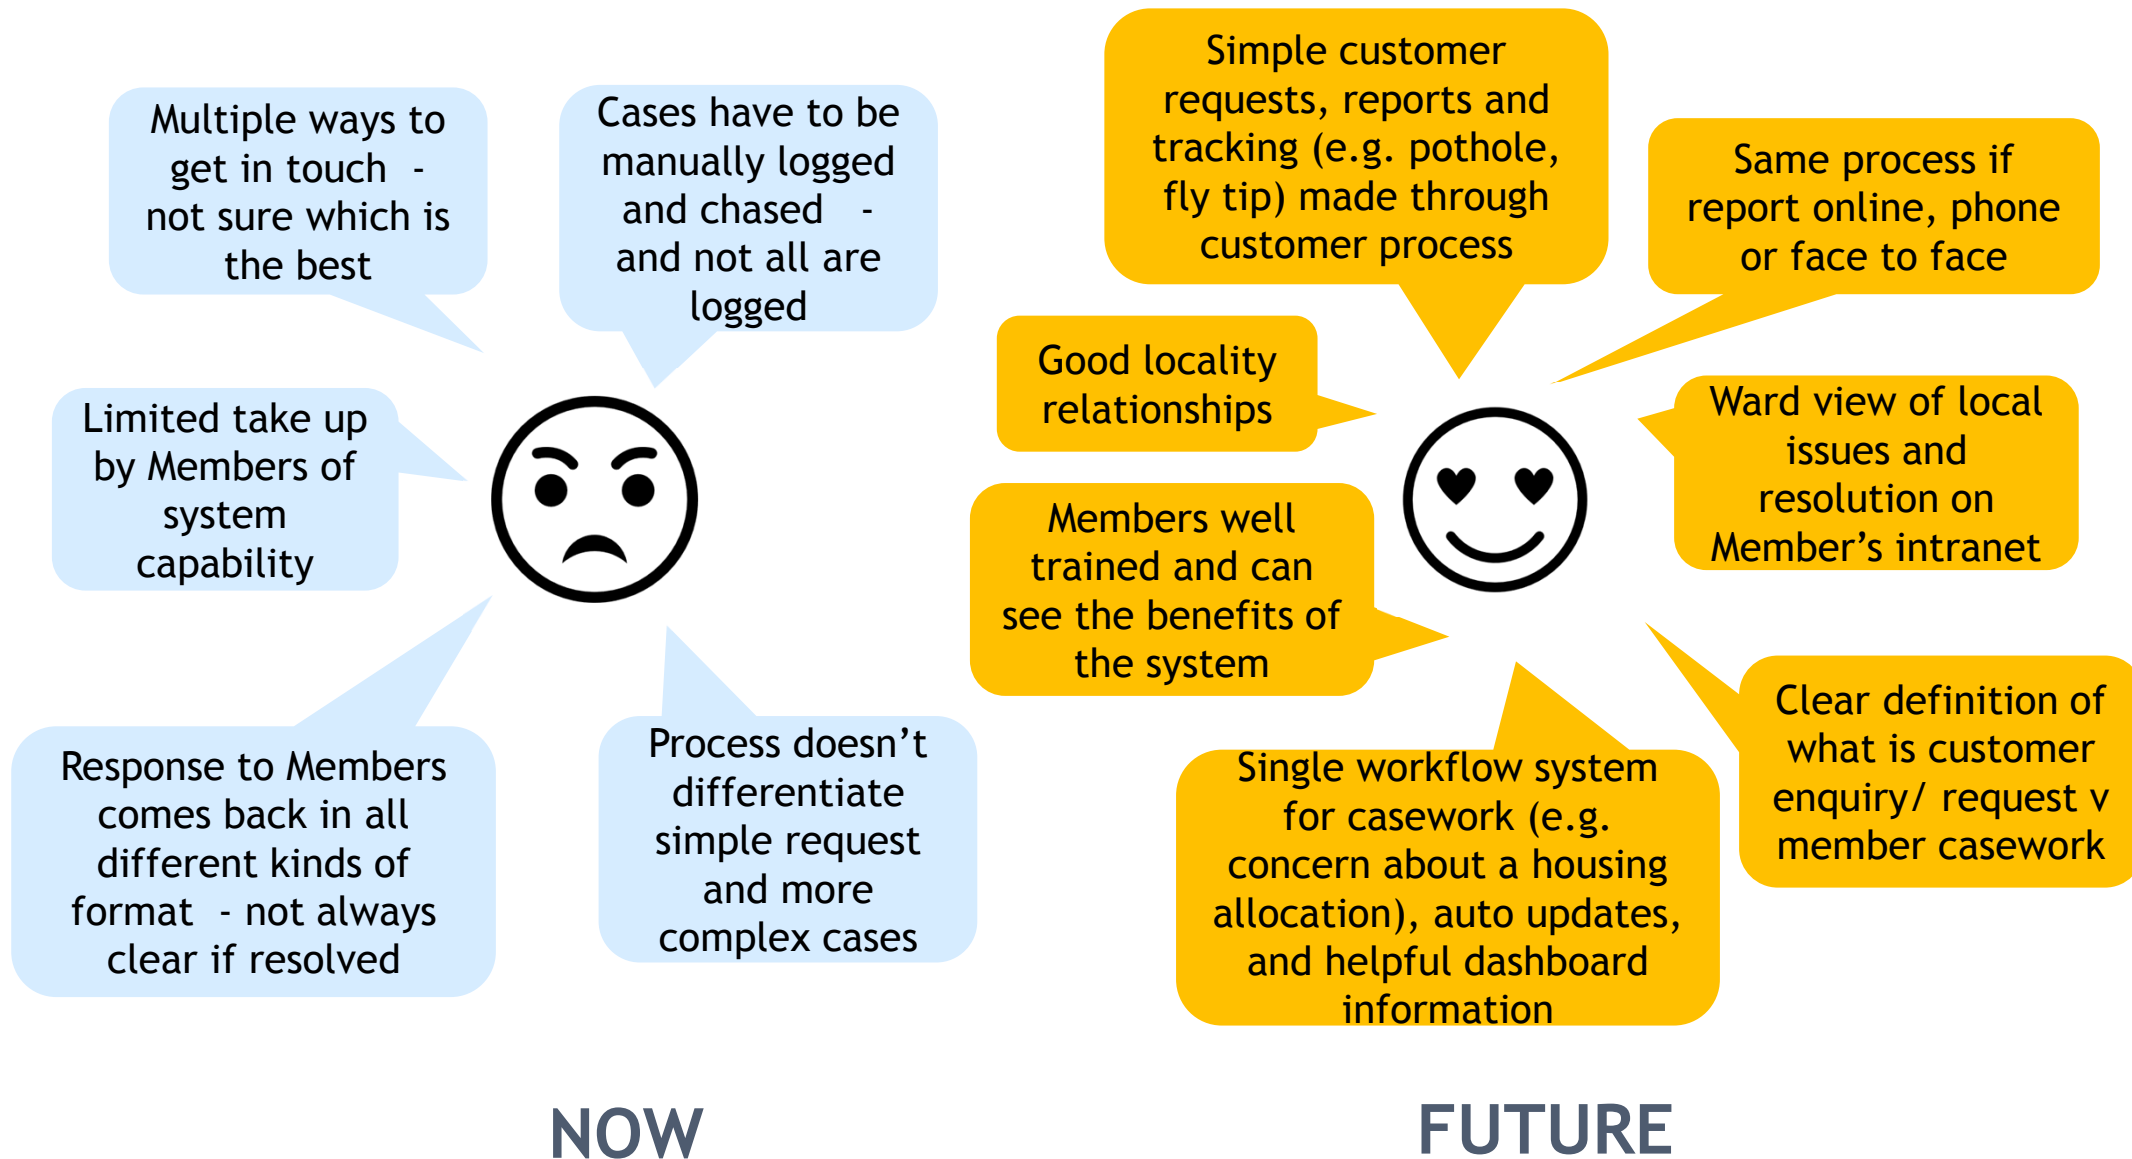 Multiple ways to
get in touch  -
not sure which is
the best
Cases have to be
manually logged
and chased   -
and not all are
logged
Limited take up
by Members of
system
capability
Response to Members
comes back in all
different kinds of
format  - not always
clear if resolved
Process doesn’t
differentiate
simple request
and more
complex cases
NOW
Simple customer
requests, reports and
tracking (e.g. pothole,
fly tip) made through
customer process
Same process if
report online, phone
or face to face
Good locality
relationships
Ward view of local
issues and
resolution on
Member’s intranet
Members well
trained and can
see the benefits of
the system
Clear definition of
what is customer
enquiry/ request v
member casework
Single workflow system
for casework (e.g.
concern about a housing
allocation), auto updates,
and helpful dashboard
information
FUTURE